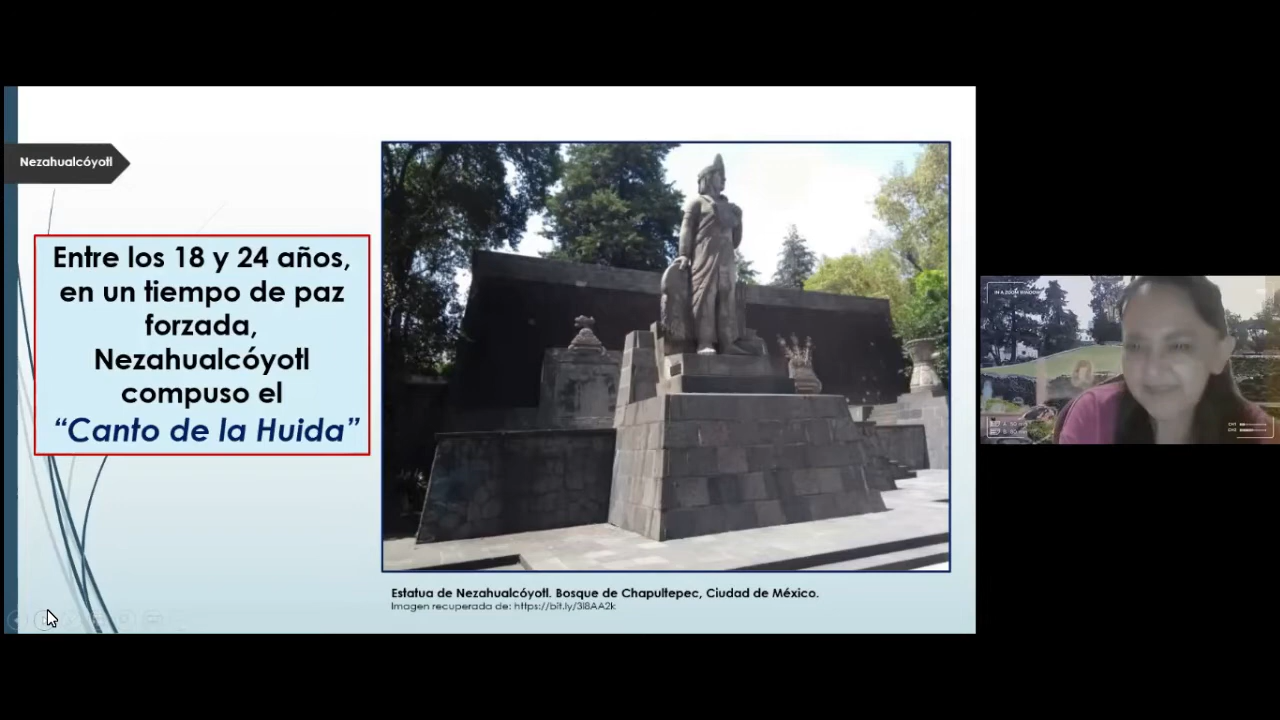 Nezahualcóyotl
Entre los 18 y 24 años,
en un tiempo de paz
forzada,
Nezahualcóyotl
compuso el
“Canto de la Huida”
Estatua de Nezahualcóyotl. Bosque de Chapultepec, Ciudad de México.
Imagen recuperada de: https://bit.ly/3l8AA2k